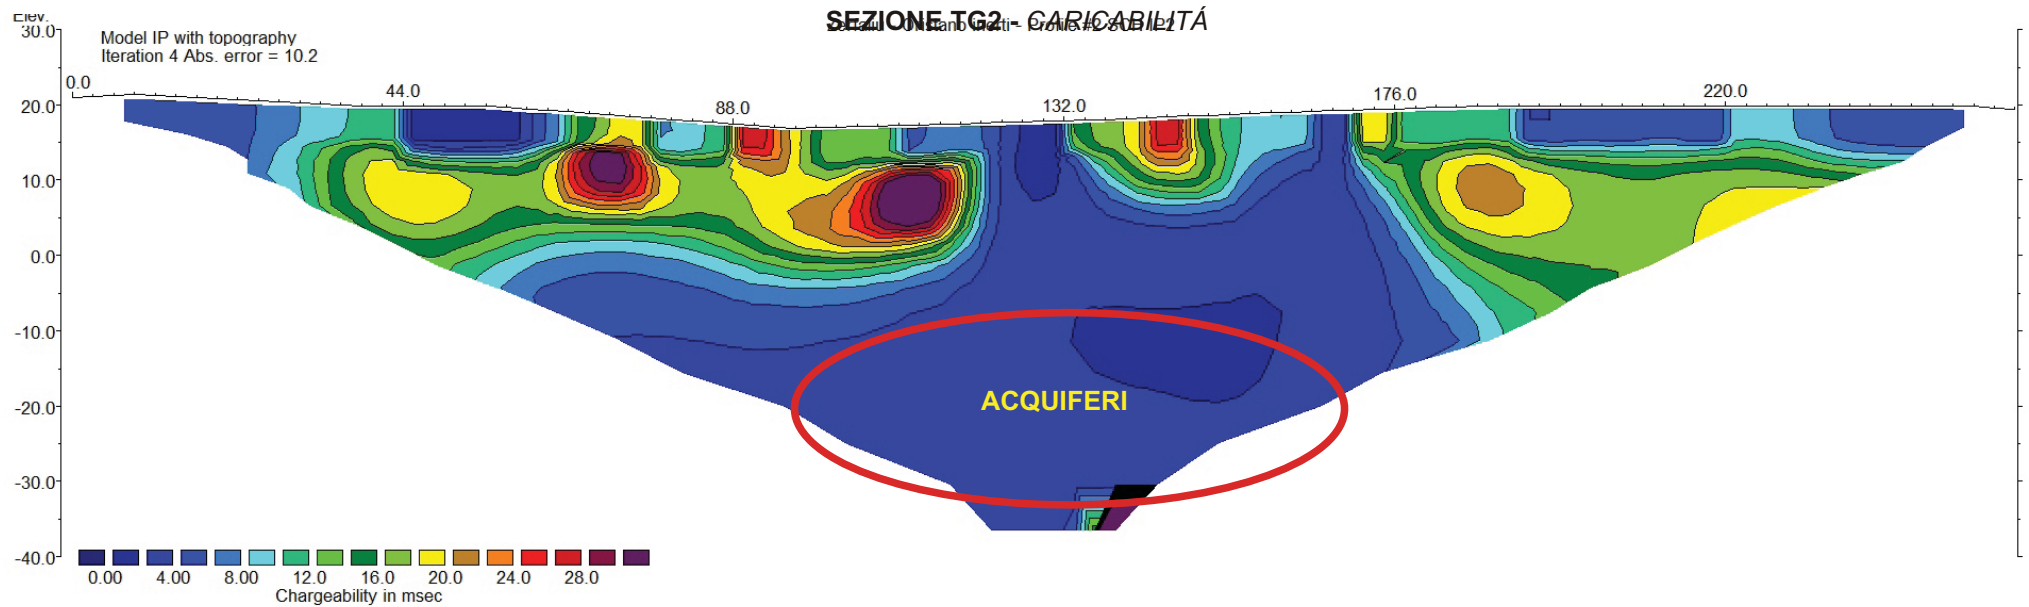 SEZIONE TG2 - CARICABILITÁ
Elev.
30.0
Model IP with topography
Iteration 4 Abs. error = 10.2
0.0
44.0
88.0
132.0
176.0
220.0
20.0
10.0
0.0
-10.0
-20.0
-30.0
-40.0
ACQUIFERI
0.00 4.00 8.00 12.0 16.0 20.0 24.0 28.0
Chargeability in msec